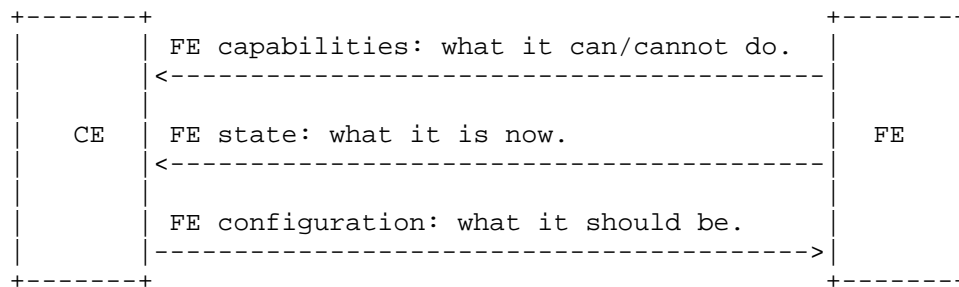 FE capabilities: what it can/cannot do.
CE FE state: what it is now. FE
FE configuration: what it should be.